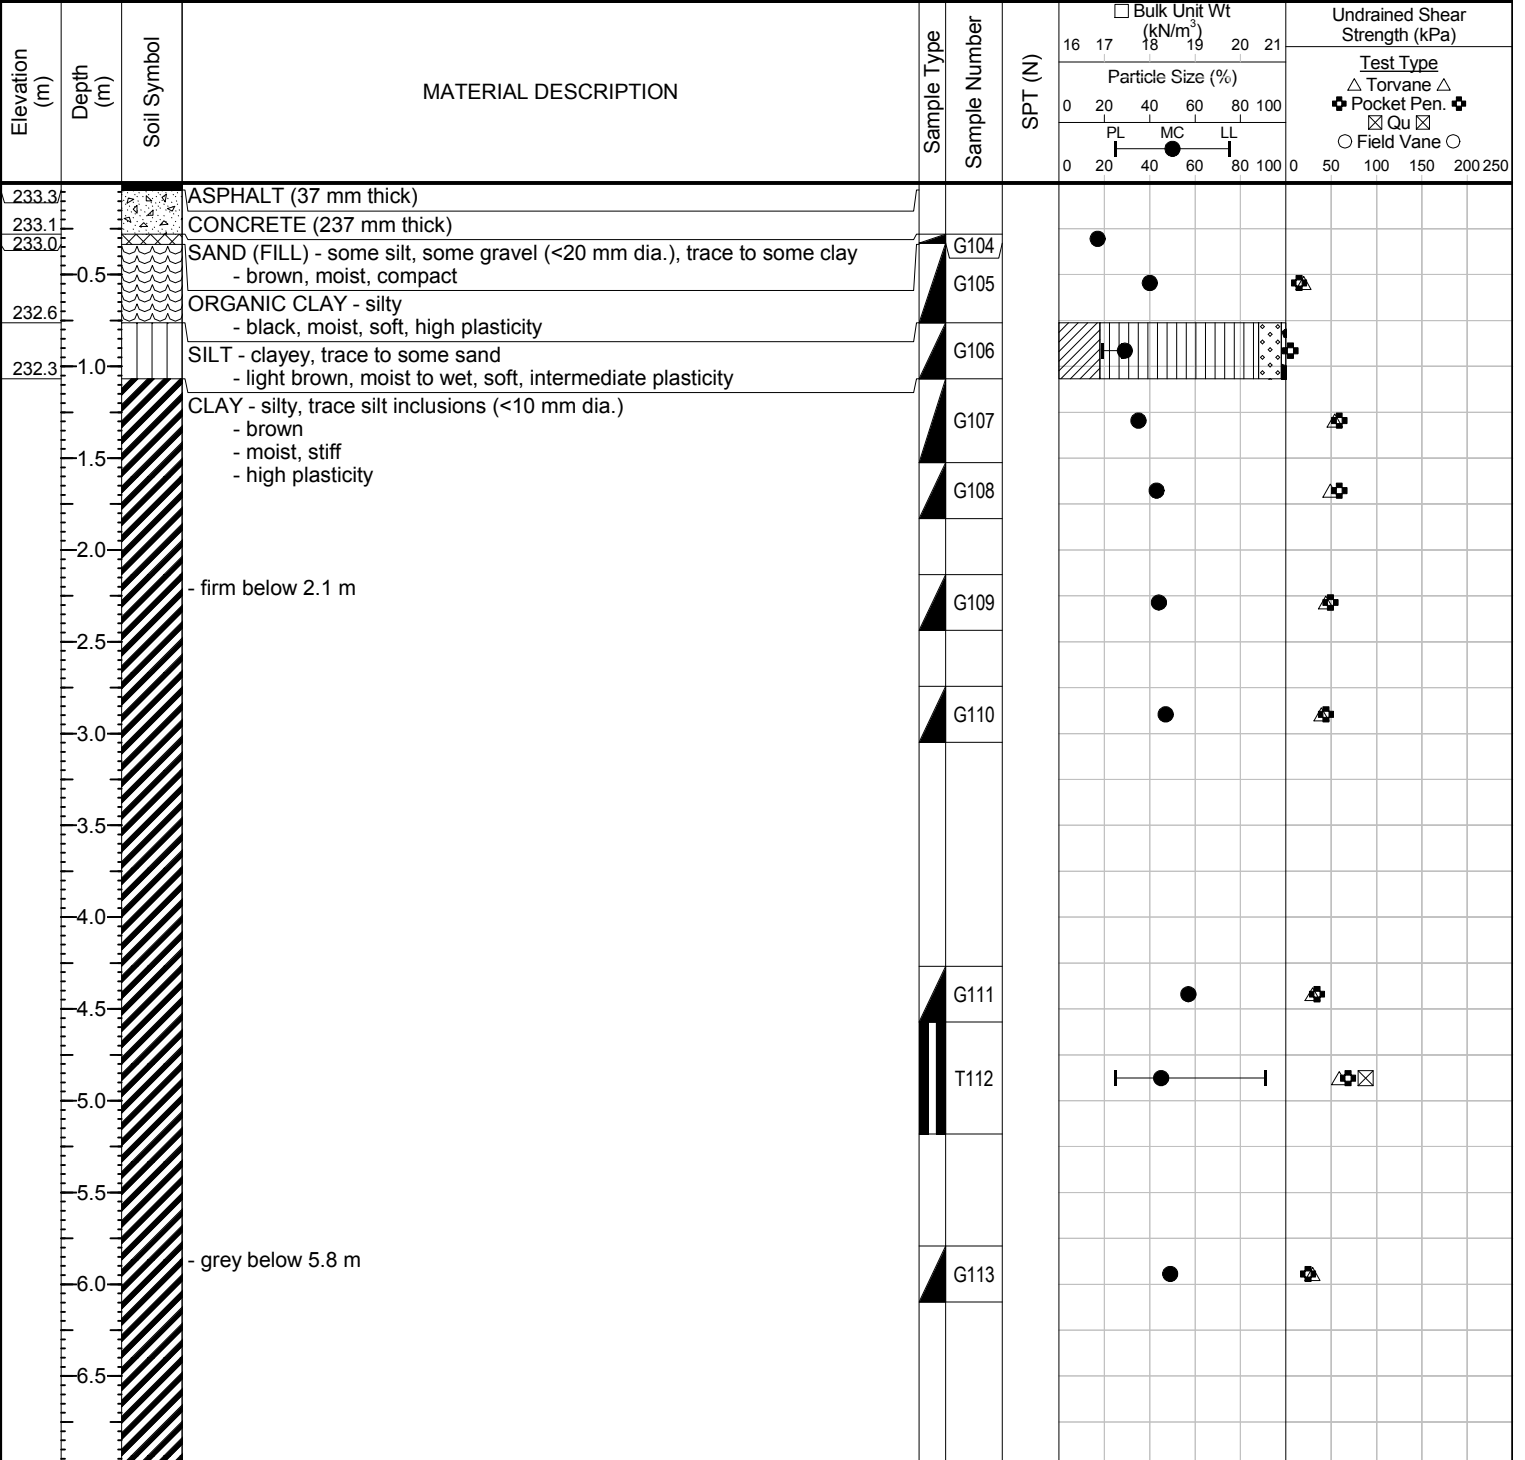 Elevation (m)
Depth (m)
Soil Symbol
MATERIAL DESCRIPTION
Sample Type
Sample Number
SPT (N)
Bulk Unit Wt
(kN/m3)
16 17 18 19 20 21
Particle Size (%)
0 20 40 60 80 100
PL MC LL
0 20 40 60 80 100
Undrained Shear
Strength (kPa)
Test Type
Torvane
Pocket Pen.
Qu
Field Vane
0 50 100 150 200 250
233.3
ASPHALT (37 mm thick)
233.1
CONCRETE (237 mm thick)
233.0
G104
SAND (FILL) - some silt, some gravel (<20 mm dia.), trace to some clay
-0.5
- brown, moist, compact
G105
232.6
ORGANIC CLAY - silty
- black, moist, soft, high plasticity
SILT - clayey, trace to some sand
G106
232.3
-1.0
- light brown, moist to wet, soft, intermediate plasticity
CLAY - silty, trace silt inclusions (<10 mm dia.)
G107
- brown
- moist, stiff
-1.5
- high plasticity
G108
-2.0
- firm below 2.1 m
G109
-2.5
G110
-3.0
-3.5
-4.0
G111
-4.5
T112
-5.0
-5.5
- grey below 5.8 m
G113
-6.0
-6.5